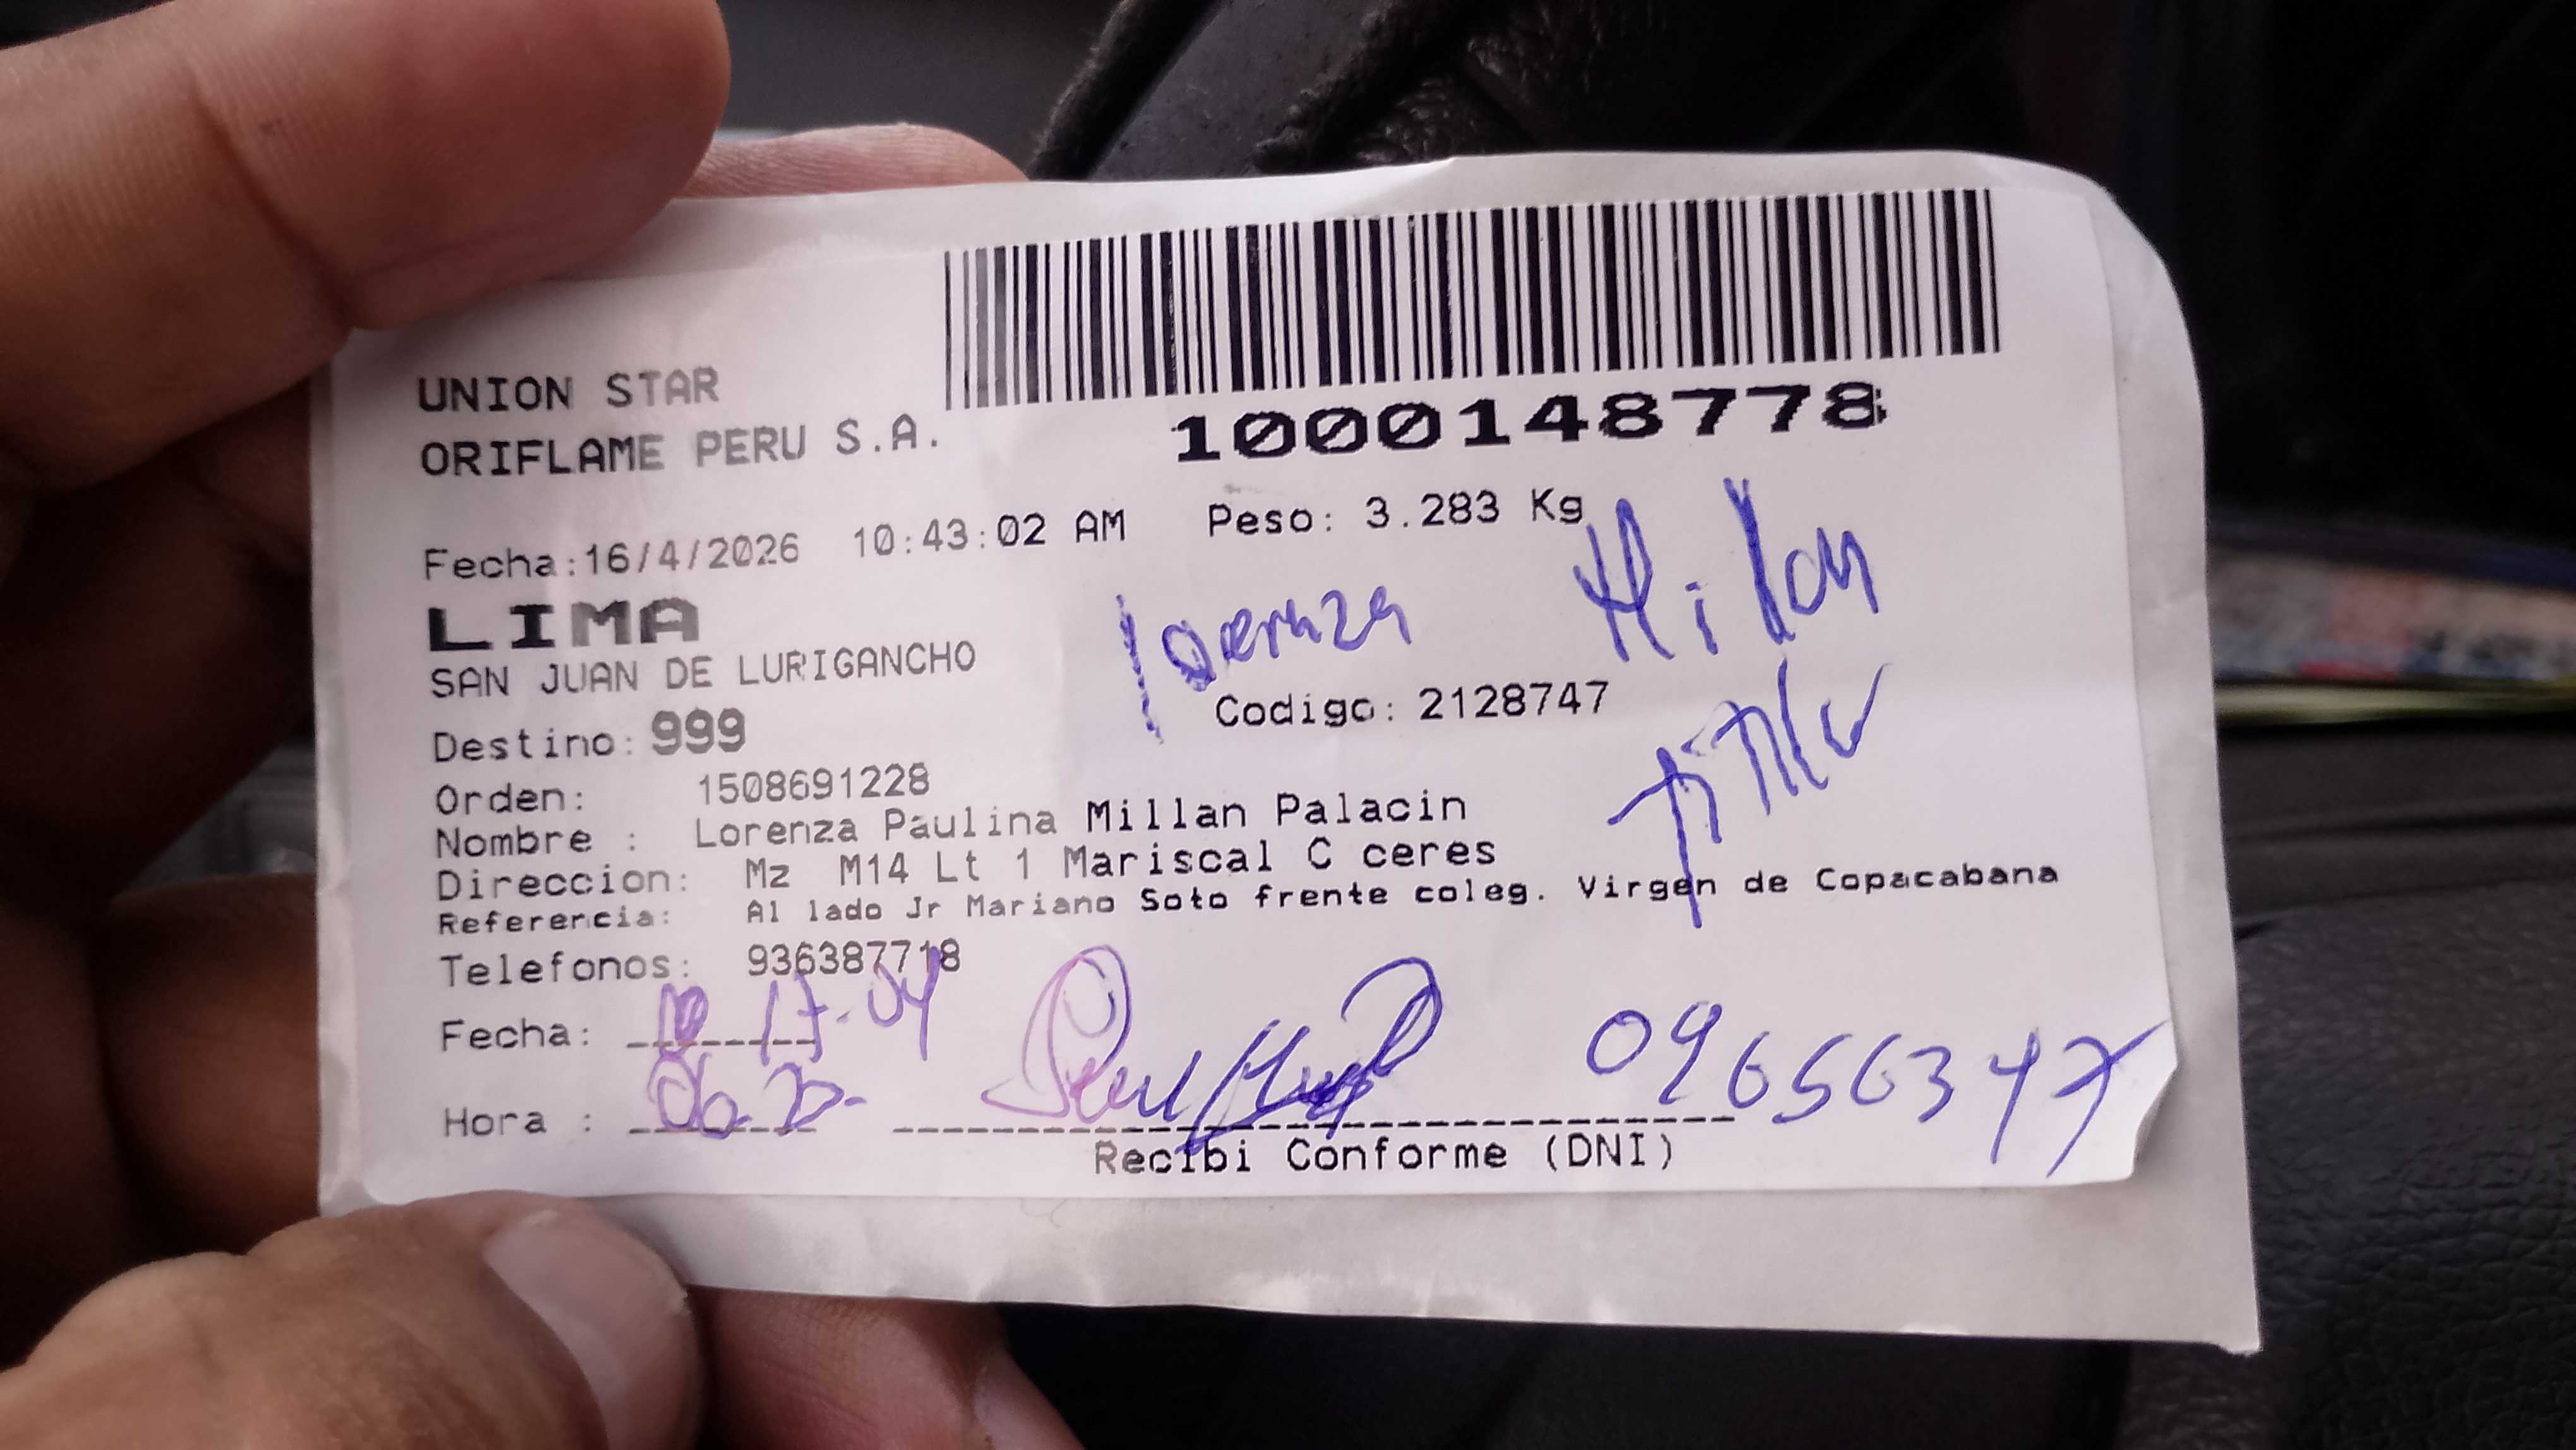 UNION STAR
ORIFLAME PERU S.A.
1000148778
Fecha:16/4/2026 10:43:02 AM Peso: 3.283 Kg
LIMA
SAN JUAN DE LURIGANCHO
lorenza Milan
Destino: 999 Codigo: 2128747
Orden: 1508691228
Nombre : Lorenza Paulina Millan Palacin
Direccion: Mz M14 Lt 1 Mariscal C ceres
Referencia: Al lado Jr Mariano Soto frente coleg. Virgen de Copacabana
Telefonos: 936387718
Fecha: 17-04
Hora :
09656347
Recibi Conforme (DNI)